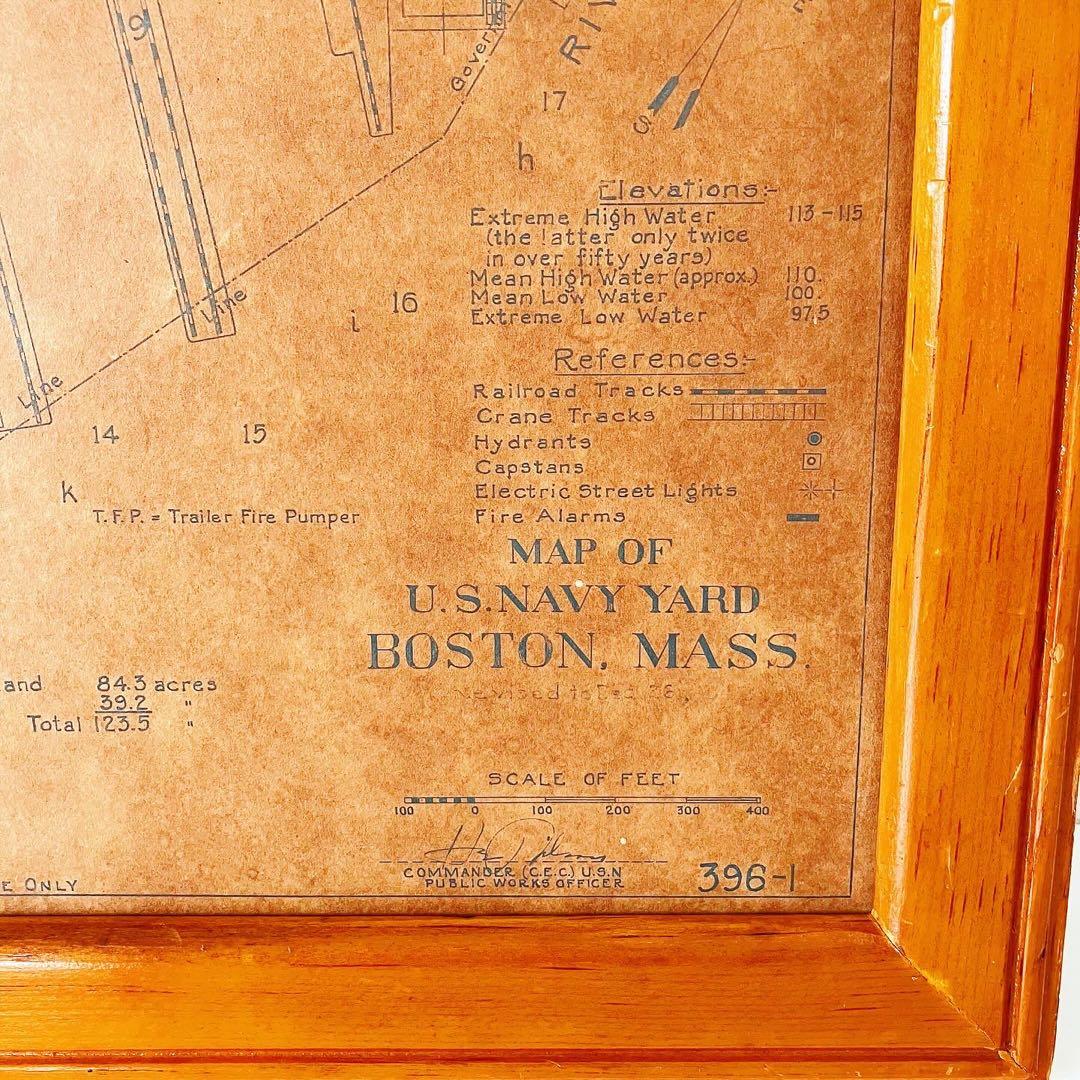 9
Gover
RIV
S
17
h
Elevations:-
Extreme High Water 113-115
(the latter only twice
in over fifty years)
Mean High Water (approx.) 110.
Mean Low Water 100.
Extreme Low Water 97.5
Line
16
i
References:-
Railroad Tracks
Crane Tracks
Hydrants
Capstans
Electric Street Lights
Fire Alarms
Line
14
15
k
T.F.P. = Trailer Fire Pumper
MAP OF
U.S. NAVY YARD
BOSTON, MASS.
Revised to
and 84.3 acres
39.2 "
Total 123.5 "
SCALE OF FEET
100 0 100 200 300 400
COMMANDER (C.E.C.) U.S.N
PUBLIC WORKS OFFICER
396-1
E ONLY